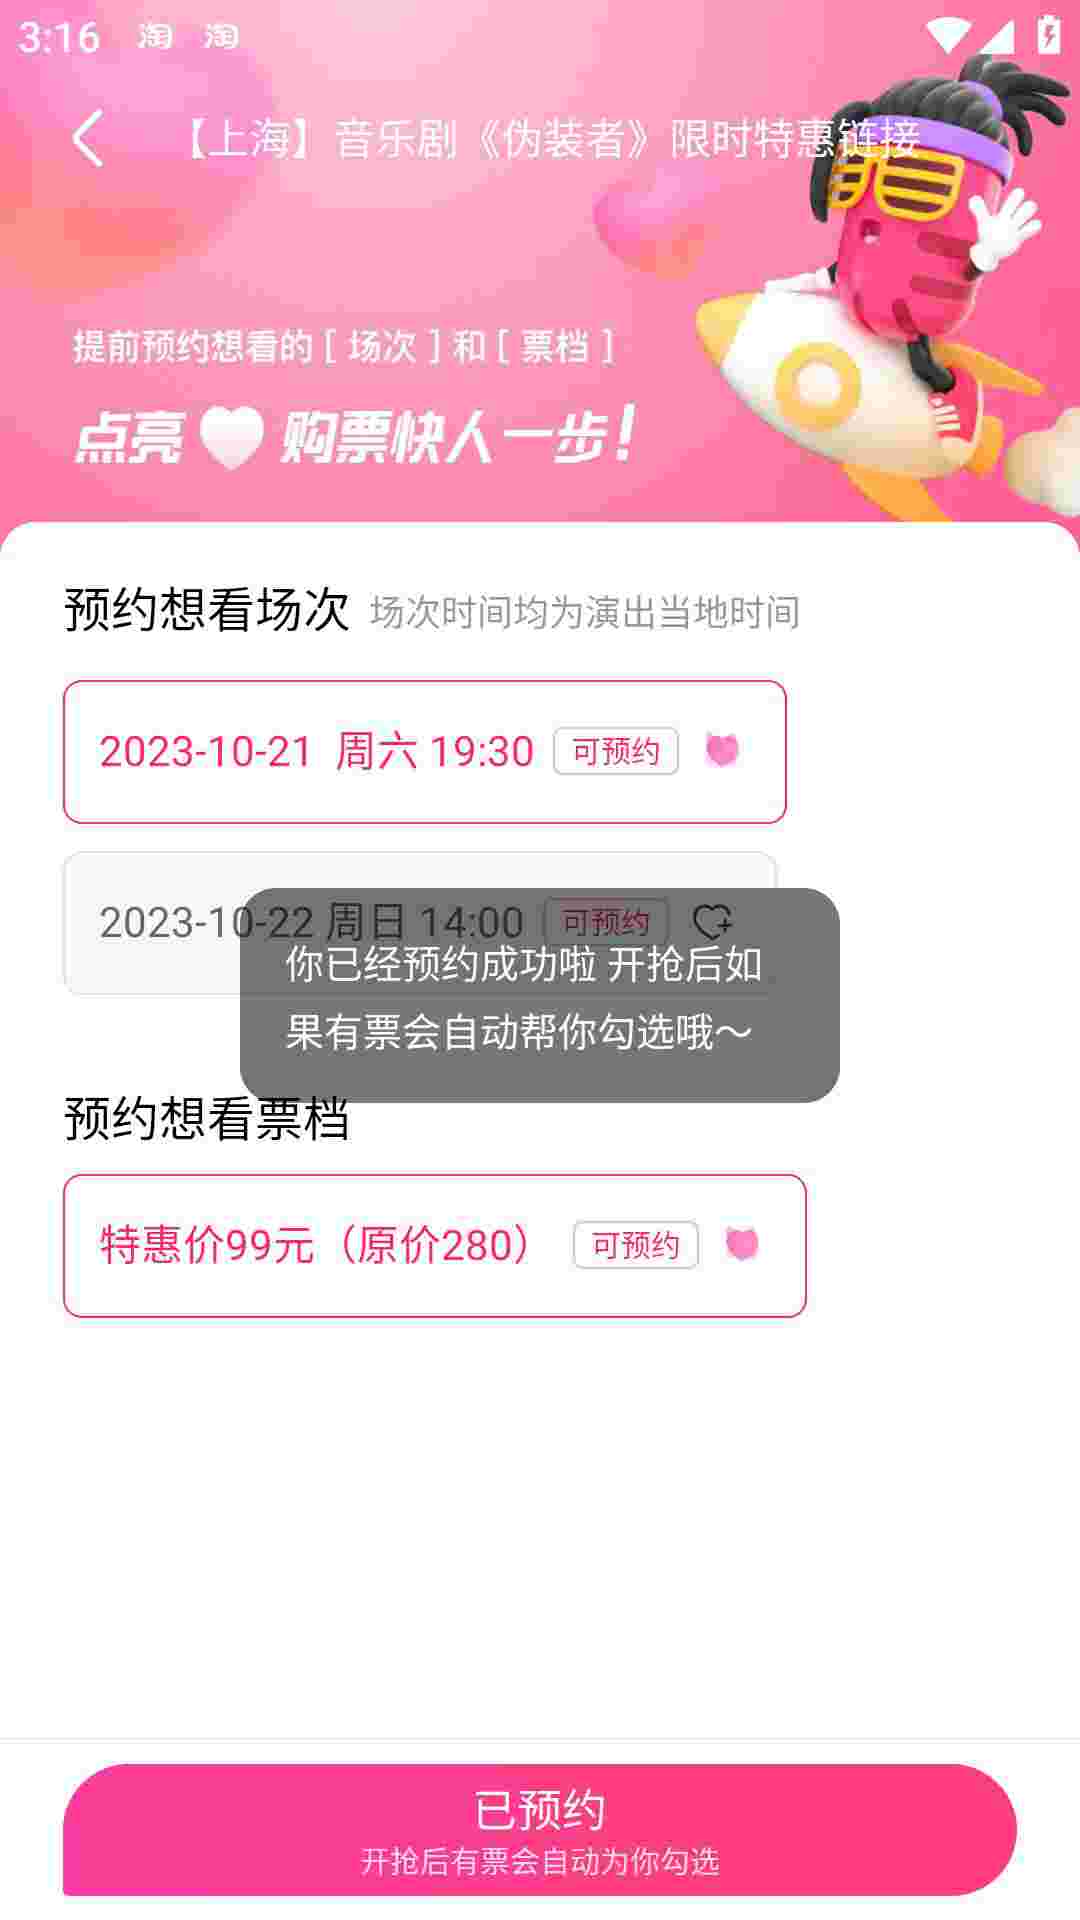 3:16 淘 淘
【上海】音乐剧《伪装者》限时特惠链接
提前预约想看的[场次]和[票档]
点亮 购票快人一步!
预约想看场次 场次时间均为演出当地时间
2023-10-21 周六 19:30 可预约
2023-10-22 周日 14:00 可预约
你已经预约成功啦 开抢后如
果有票会自动帮你勾选哦～
预约想看票档
特惠价99元（原价280） 可预约
已预约
开抢后有票会自动为你勾选